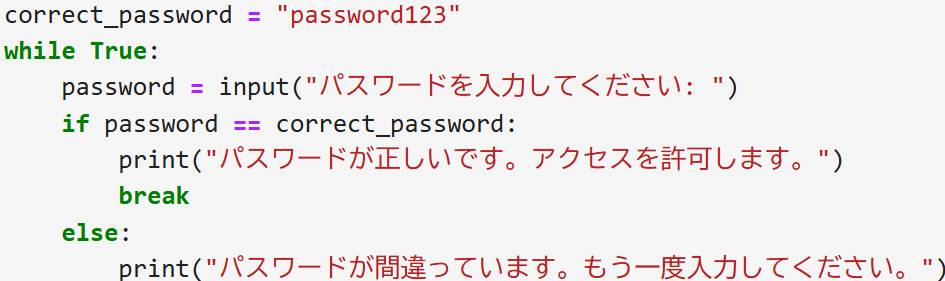 correct_password = "password123"
while True:
    password = input("パスワードを入力してください: ")
    if password == correct_password:
        print("パスワードが正しいです。アクセスを許可します。")
        break
    else:
        print("パスワードが間違っています。もう一度入力してください。")